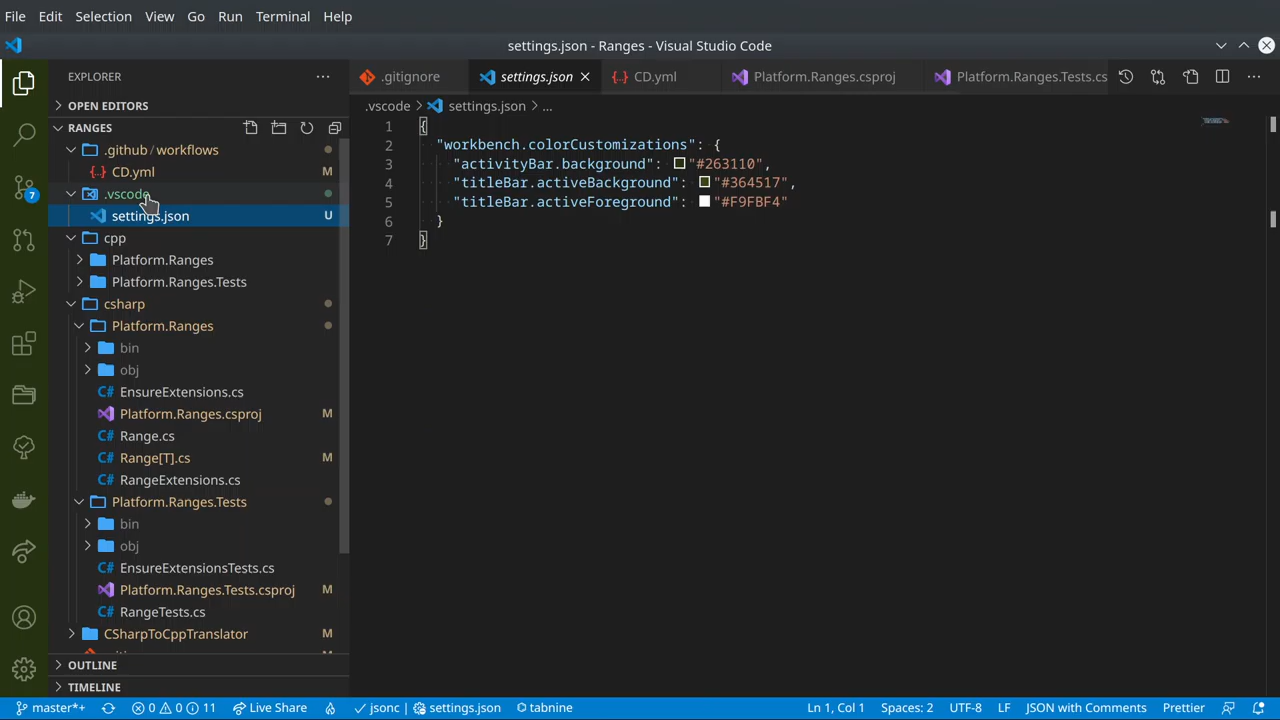 File Edit Selection View Go Run Terminal Help
settings.json - Ranges - Visual Studio Code
EXPLORER
OPEN EDITORS
RANGES
.github / workflows
CD.yml M
.vscode
settings.json U
cpp
Platform.Ranges
Platform.Ranges.Tests
csharp
Platform.Ranges
bin
obj
EnsureExtensions.cs
Platform.Ranges.csproj M
Range.cs
Range[T].cs M
RangeExtensions.cs
Platform.Ranges.Tests
bin
obj
EnsureExtensionsTests.cs
Platform.Ranges.Tests.csproj M
RangeTests.cs
CSharpToCppTranslator M
OUTLINE
TIMELINE
7
.gitignore settings.json CD.yml Platform.Ranges.csproj Platform.Ranges.Tests.cs
.vscode > settings.json > ...
1 {
2 "workbench.colorCustomizations": {
3 "activityBar.background": "#263110",
4 "titleBar.activeBackground": "#364517",
5 "titleBar.activeForeground": "#F9FBF4"
6 }
7 }
master*+ 0 0 11 Live Share jsonc | settings.json tabnine Ln 1, Col 1 Spaces: 2 UTF-8 LF JSON with Comments Prettier